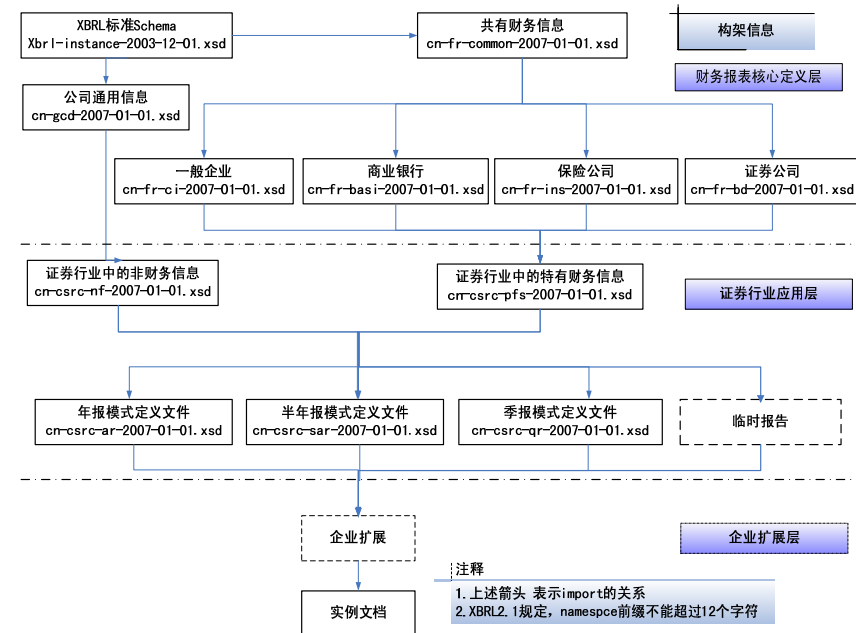 XBRL标准Schema
Xbrl-instance-2003-12-01.xsd
共有财务信息
cn-fr-common-2007-01-01.xsd
构架信息
财务报表核心定义层
公司通用信息
cn-gcd-2007-01-01.xsd
一般企业
cn-fr-ci-2007-01-01.xsd
商业银行
cn-fr-basi-2007-01-01.xsd
保险公司
cn-fr-ins-2007-01-01.xsd
证券公司
cn-fr-bd-2007-01-01.xsd
证券行业中的非财务信息
cn-csrc-nf-2007-01-01.xsd
证券行业中的特有财务信息
cn-csrc-pfs-2007-01-01.xsd
证券行业应用层
年报模式定义文件
cn-csrc-ar-2007-01-01.xsd
半年报模式定义文件
cn-csrc-sar-2007-01-01.xsd
季报模式定义文件
cn-csrc-qr-2007-01-01.xsd
临时报告
企业扩展
企业扩展层
注释
1.上述箭头 表示import的关系
2.XBRL2.1规定，namespce前缀不能超过12个字符
实例文档